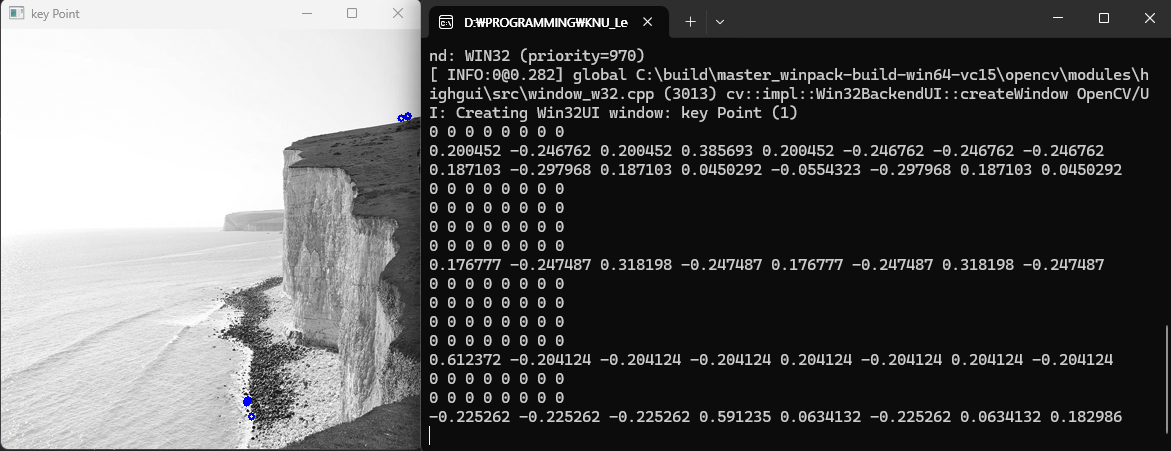 key Point
D:₩PROGRAMMING₩KNU_Le
nd: WIN32 (priority=970)
[ INFO:0@0.282] global C:\build\master_winpack-build-win64-vc15\opencv\modules\h
ighgui\src\window_w32.cpp (3013) cv::impl::Win32BackendUI::createWindow OpenCV/U
I: Creating Win32UI window: key Point (1)
0 0 0 0 0 0 0 0
0.200452 -0.246762 0.200452 0.385693 0.200452 -0.246762 -0.246762 -0.246762
0.187103 -0.297968 0.187103 0.0450292 -0.0554323 -0.297968 0.187103 0.0450292
0 0 0 0 0 0 0 0
0 0 0 0 0 0 0 0
0 0 0 0 0 0 0 0
0 0 0 0 0 0 0 0
0.176777 -0.247487 0.318198 -0.247487 0.176777 -0.247487 0.318198 -0.247487
0 0 0 0 0 0 0 0
0 0 0 0 0 0 0 0
0 0 0 0 0 0 0 0
0 0 0 0 0 0 0 0
0.612372 -0.204124 -0.204124 -0.204124 0.204124 -0.204124 0.204124 -0.204124
0 0 0 0 0 0 0 0
0 0 0 0 0 0 0 0
-0.225262 -0.225262 -0.225262 0.591235 0.0634132 -0.225262 0.0634132 0.182986